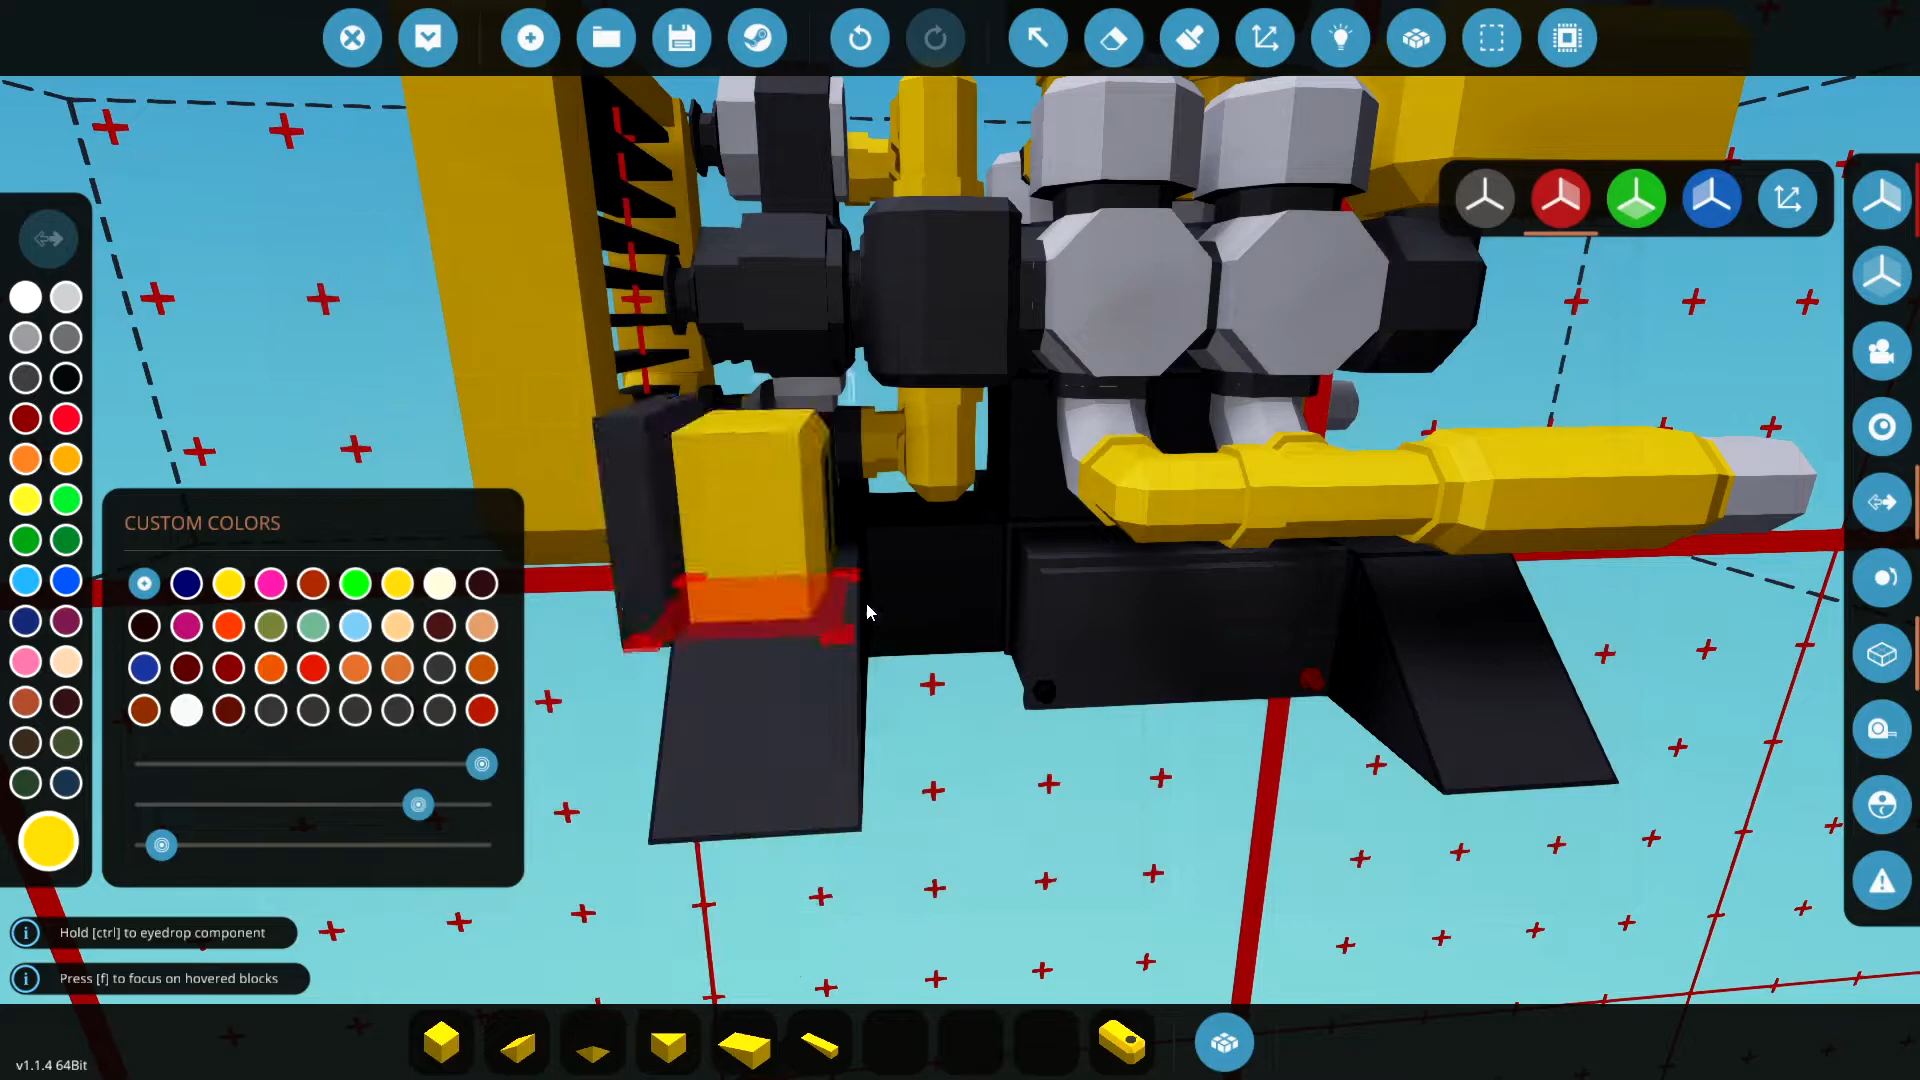 CUSTOM COLORS
Hold [ctrl] to eyedrop component
Press [f] to focus on hovered blocks
v1.1.4 64Bit